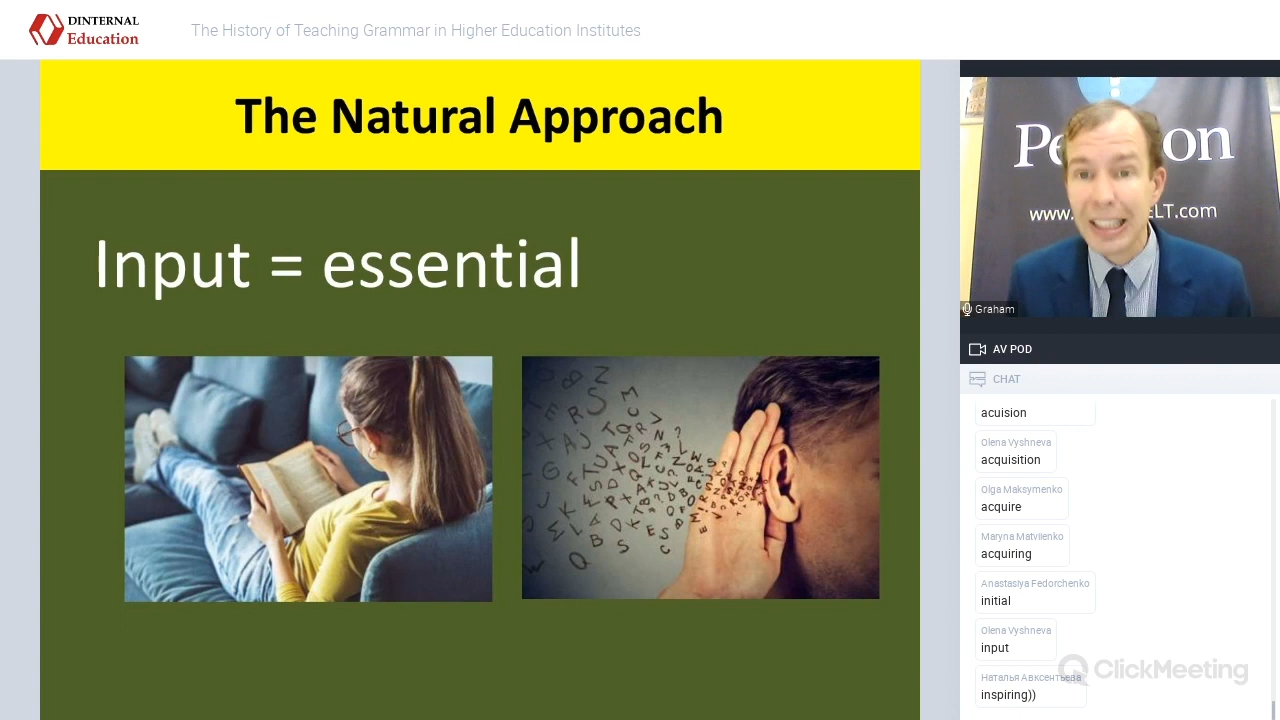 DINTERNAL
Education
The History of Teaching Grammar in Higher Education Institutes
The Natural Approach
Input = essential
www.
ELT.com
Graham
AV POD
CHAT
acuision
Olena Vyshneva
acquisition
Olga Maksymenko
acquire
Maryna Matviienko
acquiring
Anastasiya Fedorchenko
initial
Olena Vyshneva
input
Наталья Авксентьева
inspiring))
ClickMeeting